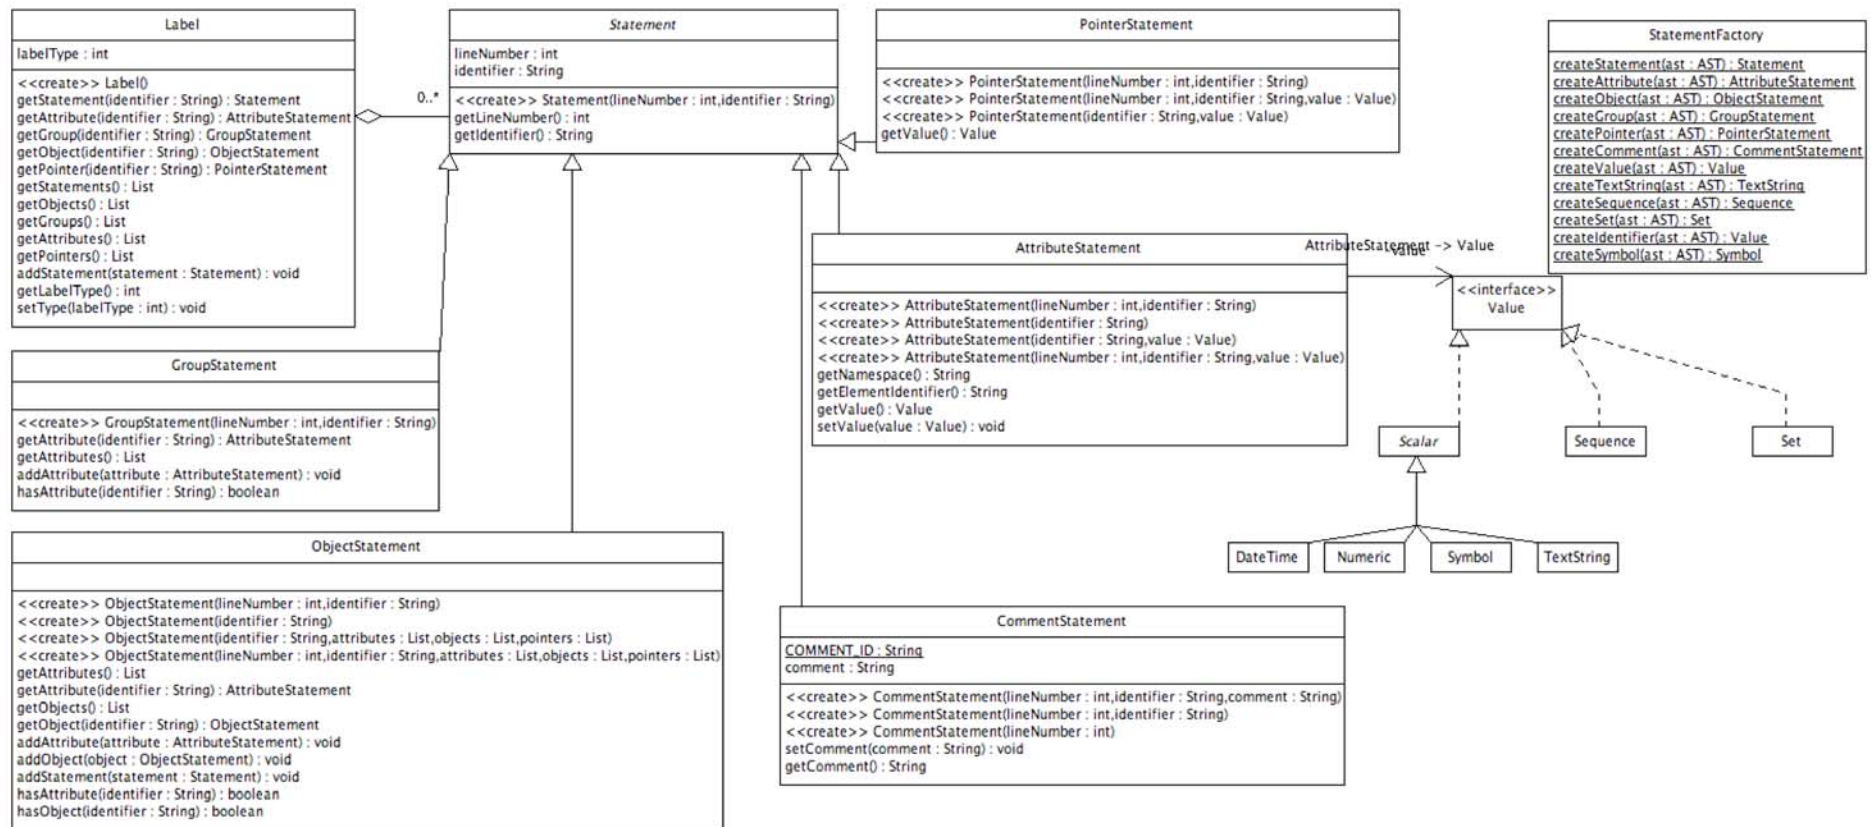 Label
labelType : int
<<create>> Label()
getStatement(identifier : String) : Statement
getAttribute(identifier : String) : AttributeStatement
getGroup(identifier : String) : GroupStatement
getObject(identifier : String) : ObjectStatement
getPointer(identifier : String) : PointerStatement
getStatements() : List
getObjects() : List
getGroups() : List
getAttributes() : List
getPointers() : List
addStatement(statement : Statement) : void
getLabelType() : int
setType(labelType : int) : void
0..*
Statement
lineNumber : int
identifier : String
<<create>> Statement(lineNumber : int,identifier : String)
getLineNumber() : int
getIdentifier() : String
PointerStatement
<<create>> PointerStatement(lineNumber : int,identifier : String)
<<create>> PointerStatement(lineNumber : int,identifier : String,value : Value)
<<create>> PointerStatement(identifier : String,value : Value)
getValue() : Value
StatementFactory
createStatement(ast : AST) : Statement
createAttribute(ast : AST) : AttributeStatement
createObject(ast : AST) : ObjectStatement
createGroup(ast : AST) : GroupStatement
createPointer(ast : AST) : PointerStatement
createComment(ast : AST) : CommentStatement
createValue(ast : AST) : Value
createTextString(ast : AST) : TextString
createSequence(ast : AST) : Sequence
createSet(ast : AST) : Set
createIdentifier(ast : AST) : Value
createSymbol(ast : AST) : Symbol
AttributeStatement
<<create>> AttributeStatement(lineNumber : int,identifier : String)
<<create>> AttributeStatement(identifier : String)
<<create>> AttributeStatement(identifier : String,value : Value)
<<create>> AttributeStatement(lineNumber : int,identifier : String,value : Value)
getNamespace() : String
getElementIdentifier() : String
getValue() : Value
setValue(value : Value) : void
AttributeStatement -> Value
value
<<interface>>
Value
GroupStatement
<<create>> GroupStatement(lineNumber : int,identifier : String)
getAttribute(identifier : String) : AttributeStatement
getAttributes() : List
addAttribute(attribute : AttributeStatement) : void
hasAttribute(identifier : String) : boolean
Scalar
Sequence
Set
DateTime
Numeric
Symbol
TextString
ObjectStatement
<<create>> ObjectStatement(lineNumber : int,identifier : String)
<<create>> ObjectStatement(identifier : String)
<<create>> ObjectStatement(identifier : String,attributes : List,objects : List,pointers : List)
<<create>> ObjectStatement(lineNumber : int,identifier : String,attributes : List,objects : List,pointers : List)
getAttributes() : List
getAttribute(identifier : String) : AttributeStatement
getObjects() : List
getObject(identifier : String) : ObjectStatement
addAttribute(attribute : AttributeStatement) : void
addObject(object : ObjectStatement) : void
addStatement(statement : Statement) : void
hasAttribute(identifier : String) : boolean
hasObject(identifier : String) : boolean
CommentStatement
COMMENT_ID : String
comment : String
<<create>> CommentStatement(lineNumber : int,identifier : String,comment : String)
<<create>> CommentStatement(lineNumber : int,identifier : String)
<<create>> CommentStatement(lineNumber : int)
setComment(comment : String) : void
getComment() : String